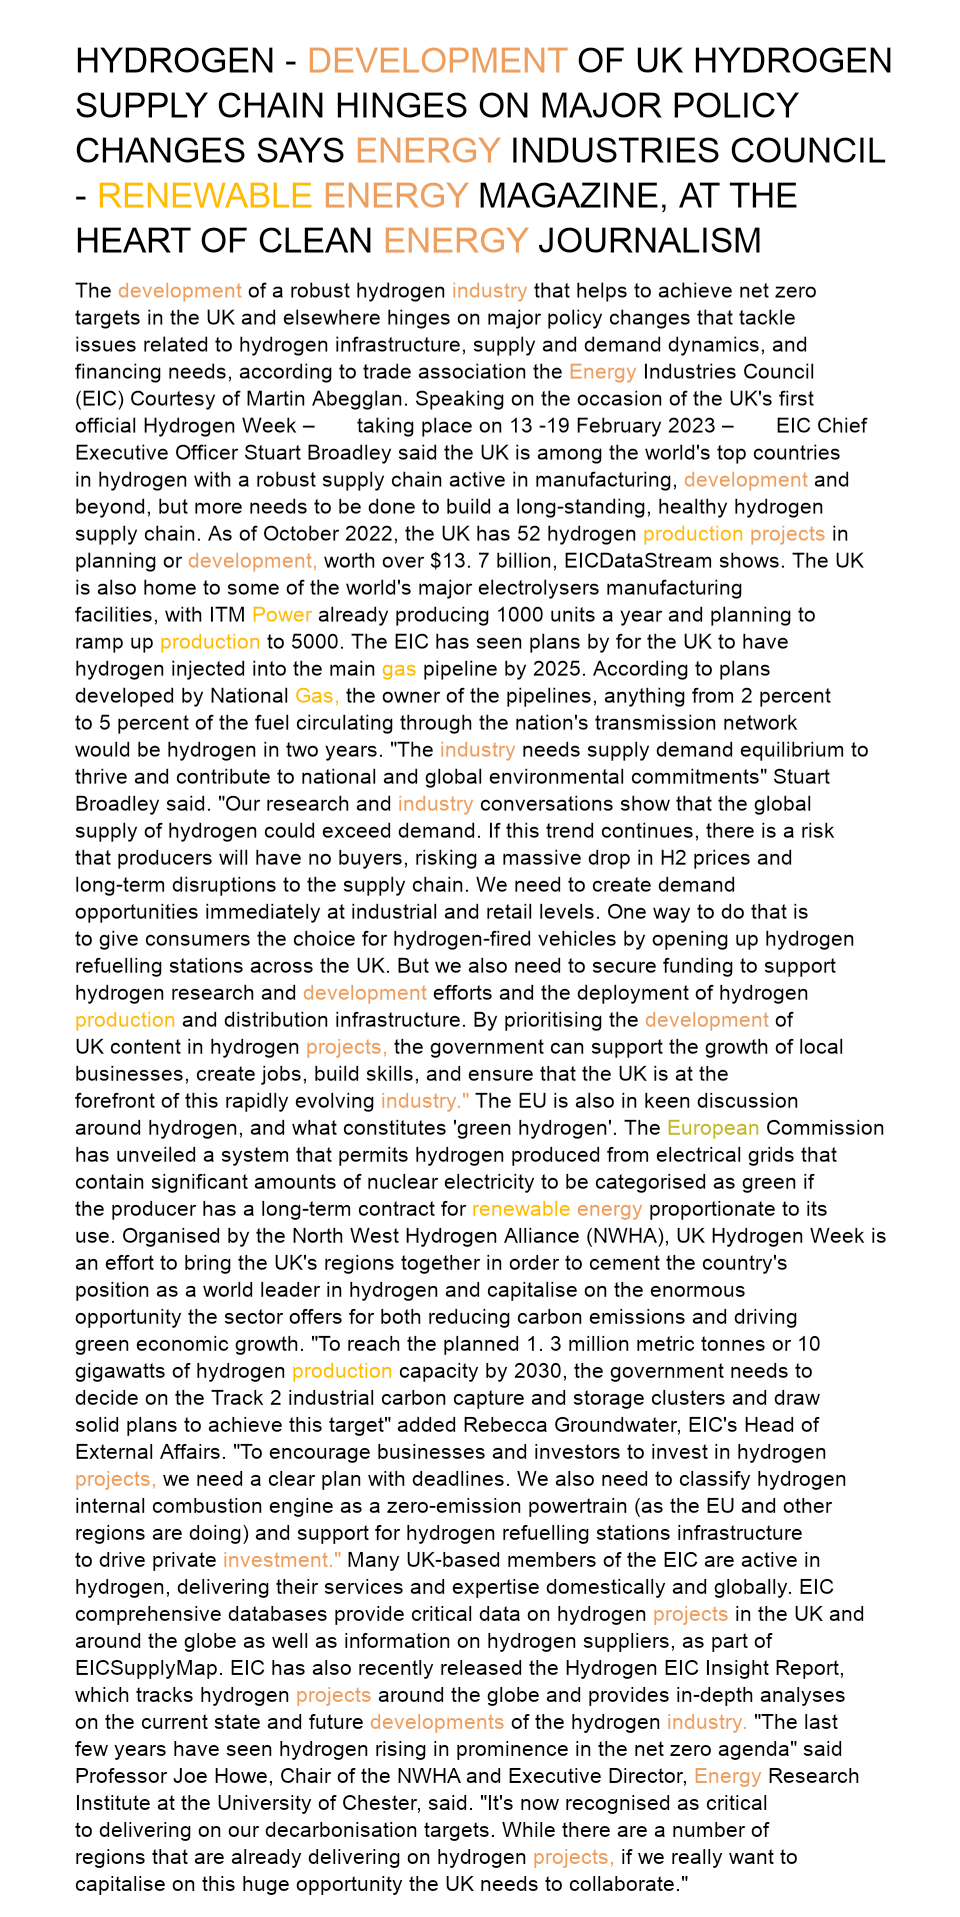 HYDROGEN - DEVELOPMENT OF UK HYDROGEN
SUPPLY CHAIN HINGES ON MAJOR POLICY
CHANGES SAYS ENERGY INDUSTRIES COUNCIL
- RENEWABLE ENERGY MAGAZINE, AT THE
HEART OF CLEAN ENERGY JOURNALISM
The development of a robust hydrogen industry that helps to achieve net zero
targets in the UK and elsewhere hinges on major policy changes that tackle
issues related to hydrogen infrastructure, supply and demand dynamics, and
financing needs, according to trade association the Energy Industries Council
(EIC) Courtesy of Martin Abegglan. Speaking on the occasion of the UK's first
official Hydrogen Week – taking place on 13 -19 February 2023 – EIC Chief
Executive Officer Stuart Broadley said the UK is among the world's top countries
in hydrogen with a robust supply chain active in manufacturing, development and
beyond, but more needs to be done to build a long-standing, healthy hydrogen
supply chain. As of October 2022, the UK has 52 hydrogen production projects in
planning or development, worth over $13. 7 billion, EICDataStream shows. The UK
is also home to some of the world's major electrolysers manufacturing
facilities, with ITM Power already producing 1000 units a year and planning to
ramp up production to 5000. The EIC has seen plans by for the UK to have
hydrogen injected into the main gas pipeline by 2025. According to plans
developed by National Gas, the owner of the pipelines, anything from 2 percent
to 5 percent of the fuel circulating through the nation's transmission network
would be hydrogen in two years. "The industry needs supply demand equilibrium to
thrive and contribute to national and global environmental commitments" Stuart
Broadley said. "Our research and industry conversations show that the global
supply of hydrogen could exceed demand. If this trend continues, there is a risk
that producers will have no buyers, risking a massive drop in H2 prices and
long-term disruptions to the supply chain. We need to create demand
opportunities immediately at industrial and retail levels. One way to do that is
to give consumers the choice for hydrogen-fired vehicles by opening up hydrogen
refuelling stations across the UK. But we also need to secure funding to support
hydrogen research and development efforts and the deployment of hydrogen
production and distribution infrastructure. By prioritising the development of
UK content in hydrogen projects, the government can support the growth of local
businesses, create jobs, build skills, and ensure that the UK is at the
forefront of this rapidly evolving industry." The EU is also in keen discussion
around hydrogen, and what constitutes 'green hydrogen'. The European Commission
has unveiled a system that permits hydrogen produced from electrical grids that
contain significant amounts of nuclear electricity to be categorised as green if
the producer has a long-term contract for renewable energy proportionate to its
use. Organised by the North West Hydrogen Alliance (NWHA), UK Hydrogen Week is
an effort to bring the UK's regions together in order to cement the country's
position as a world leader in hydrogen and capitalise on the enormous
opportunity the sector offers for both reducing carbon emissions and driving
green economic growth. "To reach the planned 1. 3 million metric tonnes or 10
gigawatts of hydrogen production capacity by 2030, the government needs to
decide on the Track 2 industrial carbon capture and storage clusters and draw
solid plans to achieve this target" added Rebecca Groundwater, EIC's Head of
External Affairs. "To encourage businesses and investors to invest in hydrogen
projects, we need a clear plan with deadlines. We also need to classify hydrogen
internal combustion engine as a zero-emission powertrain (as the EU and other
regions are doing) and support for hydrogen refuelling stations infrastructure
to drive private investment." Many UK-based members of the EIC are active in
hydrogen, delivering their services and expertise domestically and globally. EIC
comprehensive databases provide critical data on hydrogen projects in the UK and
around the globe as well as information on hydrogen suppliers, as part of
EICSupplyMap. EIC has also recently released the Hydrogen EIC Insight Report,
which tracks hydrogen projects around the globe and provides in-depth analyses
on the current state and future developments of the hydrogen industry. "The last
few years have seen hydrogen rising in prominence in the net zero agenda" said
Professor Joe Howe, Chair of the NWHA and Executive Director, Energy Research
Institute at the University of Chester, said. "It's now recognised as critical
to delivering on our decarbonisation targets. While there are a number of
regions that are already delivering on hydrogen projects, if we really want to
capitalise on this huge opportunity the UK needs to collaborate."